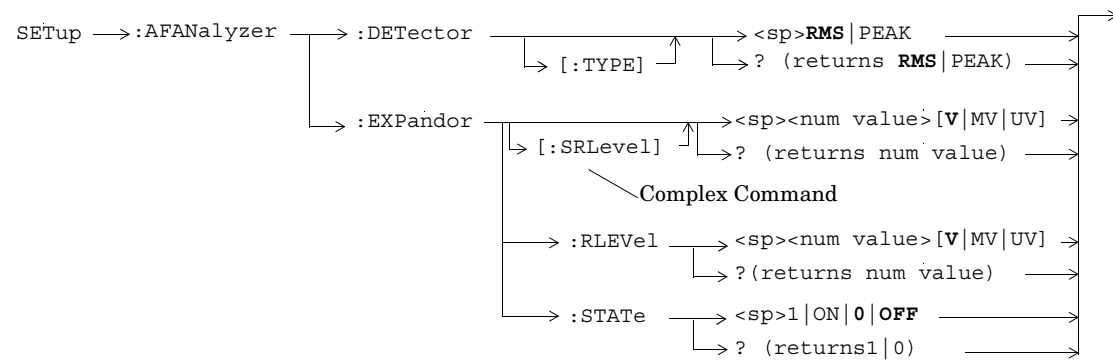 SETup :AFANalyzer :DETector <sp>RMS|PEAK
[:TYPE] ? (returns RMS|PEAK)
:EXPandor <sp><num value>[V|MV|UV]
[:SRLevel] ? (returns num value)
Complex Command
:RLEVel <sp><num value>[V|MV|UV]
?(returns num value)
:STATe <sp>1|ON|0|OFF
? (returns1|0)